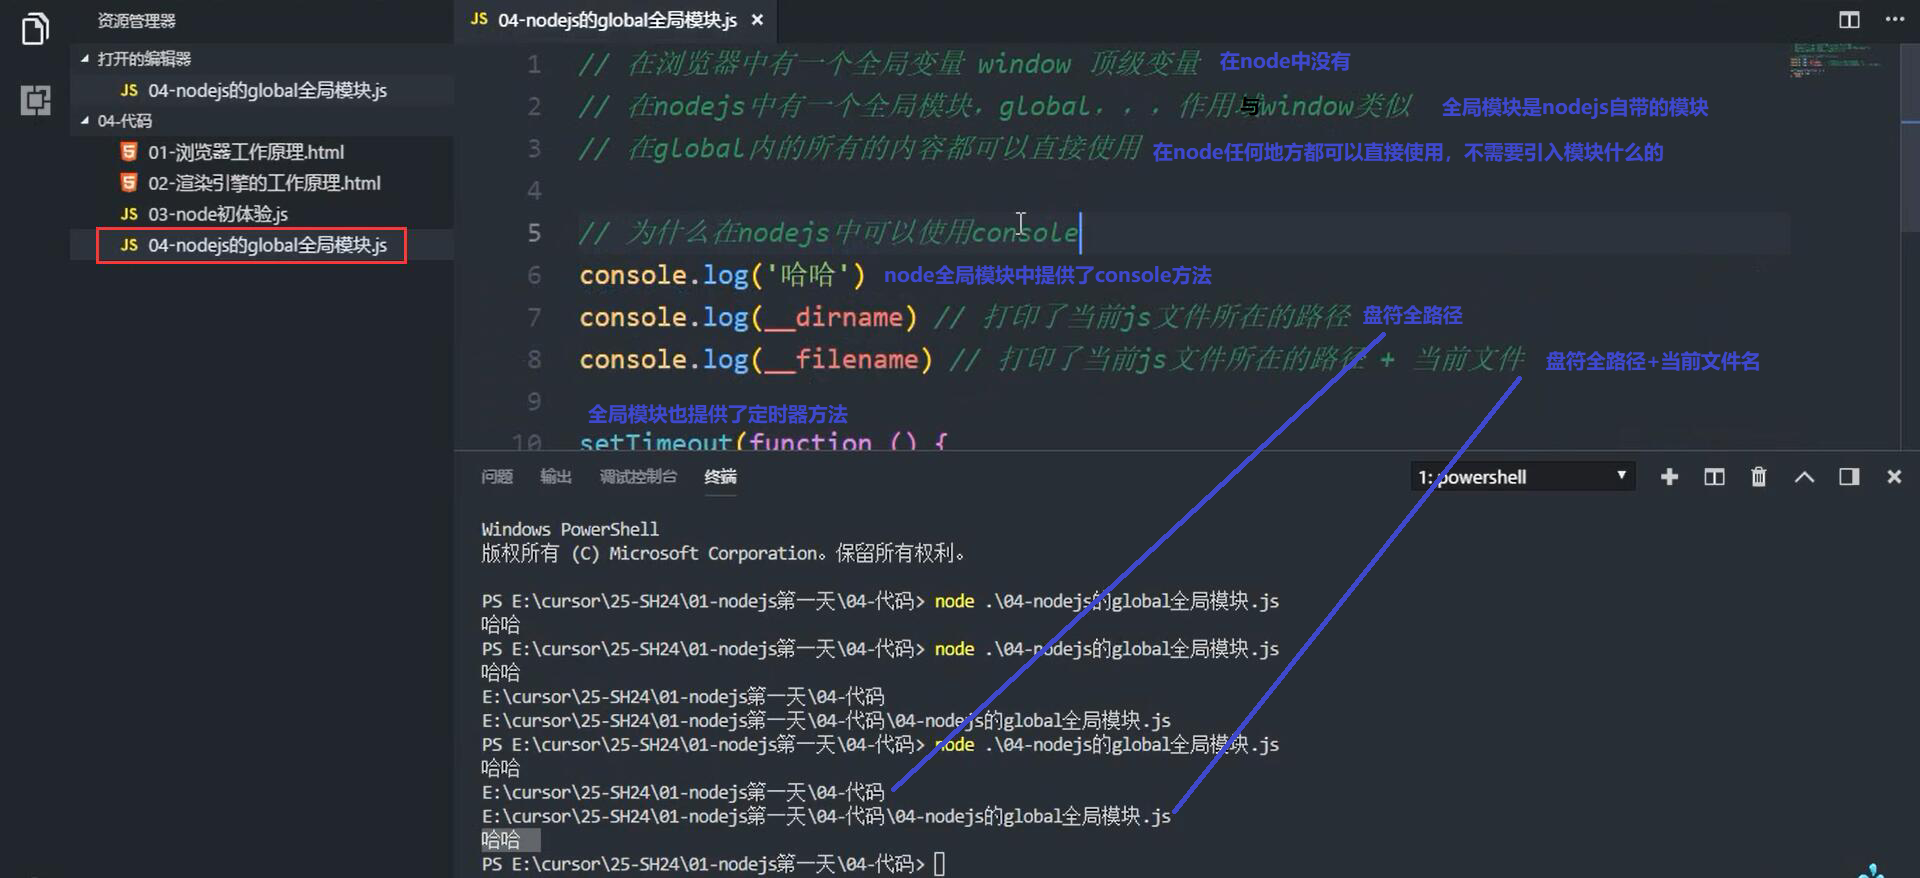 资源管理器
打开的编辑器
JS 04-nodejs的global全局模块.js
04-代码
01-浏览器工作原理.html
02-渲染引擎的工作原理.html
JS 03-node初体验.js
JS 04-nodejs的global全局模块.js
JS 04-nodejs的global全局模块.js ×
1 // 在浏览器中有一个全局变量 window 顶级变量 在node中没有
2 // 在nodejs中有一个全局模块，global，，，作用与window类似 全局模块是nodejs自带的模块
3 // 在global内的所有的内容都可以直接使用 在node任何地方都可以直接使用，不需要引入模块什么的
4
5 // 为什么在nodejs中可以使用console
6 console.log('哈哈') node全局模块中提供了console方法
7 console.log(__dirname) // 打印了当前js文件所在的路径 盘符全路径
8 console.log(__filename) // 打印了当前js文件所在的路径 + 当前文件 盘符全路径+当前文件名
9
全局模块也提供了定时器方法
10 setTimeout(function () {
问题 输出 调试控制台 终端 1: powershell
Windows PowerShell
版权所有 (C) Microsoft Corporation。保留所有权利。
PS E:\cursor\25-SH24\01-nodejs第一天\04-代码> node .\04-nodejs的global全局模块.js
哈哈
PS E:\cursor\25-SH24\01-nodejs第一天\04-代码> node .\04-nodejs的global全局模块.js
哈哈
E:\cursor\25-SH24\01-nodejs第一天\04-代码
E:\cursor\25-SH24\01-nodejs第一天\04-代码\04-nodejs的global全局模块.js
PS E:\cursor\25-SH24\01-nodejs第一天\04-代码> node .\04-nodejs的global全局模块.js
哈哈
E:\cursor\25-SH24\01-nodejs第一天\04-代码
E:\cursor\25-SH24\01-nodejs第一天\04-代码\04-nodejs的global全局模块.js
哈哈
PS E:\cursor\25-SH24\01-nodejs第一天\04-代码>